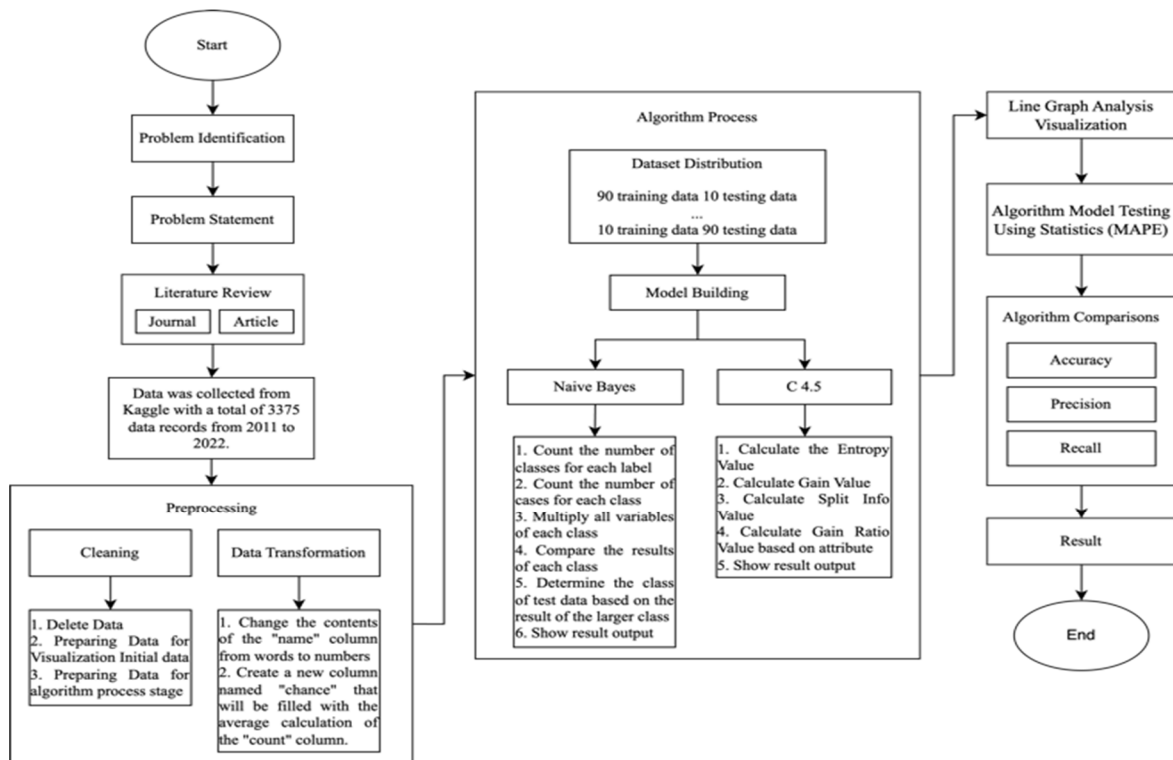 Start
Problem Identification
Problem Statement
Literature Review
Journal
Article
Data was collected from
Kaggle with a total of 3375
data records from 2011 to
2022.
Preprocessing
Cleaning
1. Delete Data
2. Preparing Data for
Visualization Initial data
3. Preparing Data for
algorithm process stage
Data Transformation
1. Change the contents
of the "name" column
from words to numbers
2. Create a new column
named "chance" that
will be filled with the
average calculation of
the "count" column.
Algorithm Process
Dataset Distribution
90 training data 10 testing data
...
10 training data 90 testing data
Model Building
Naive Bayes
1. Count the number of
classes for each label
2. Count the number of
cases for each class
3. Multiply all variables
of each class
4. Compare the results
of each class
5. Determine the class
of test data based on the
result of the larger class
6. Show result output
C 4.5
1. Calculate the Entropy
Value
2. Calculate Gain Value
3. Calculate Split Info
Value
4. Calculate Gain Ratio
Value based on attribute
5. Show result output
Line Graph Analysis
Visualization
Algorithm Model Testing
Using Statistics (MAPE)
Algorithm Comparisons
Accuracy
Precision
Recall
Result
End